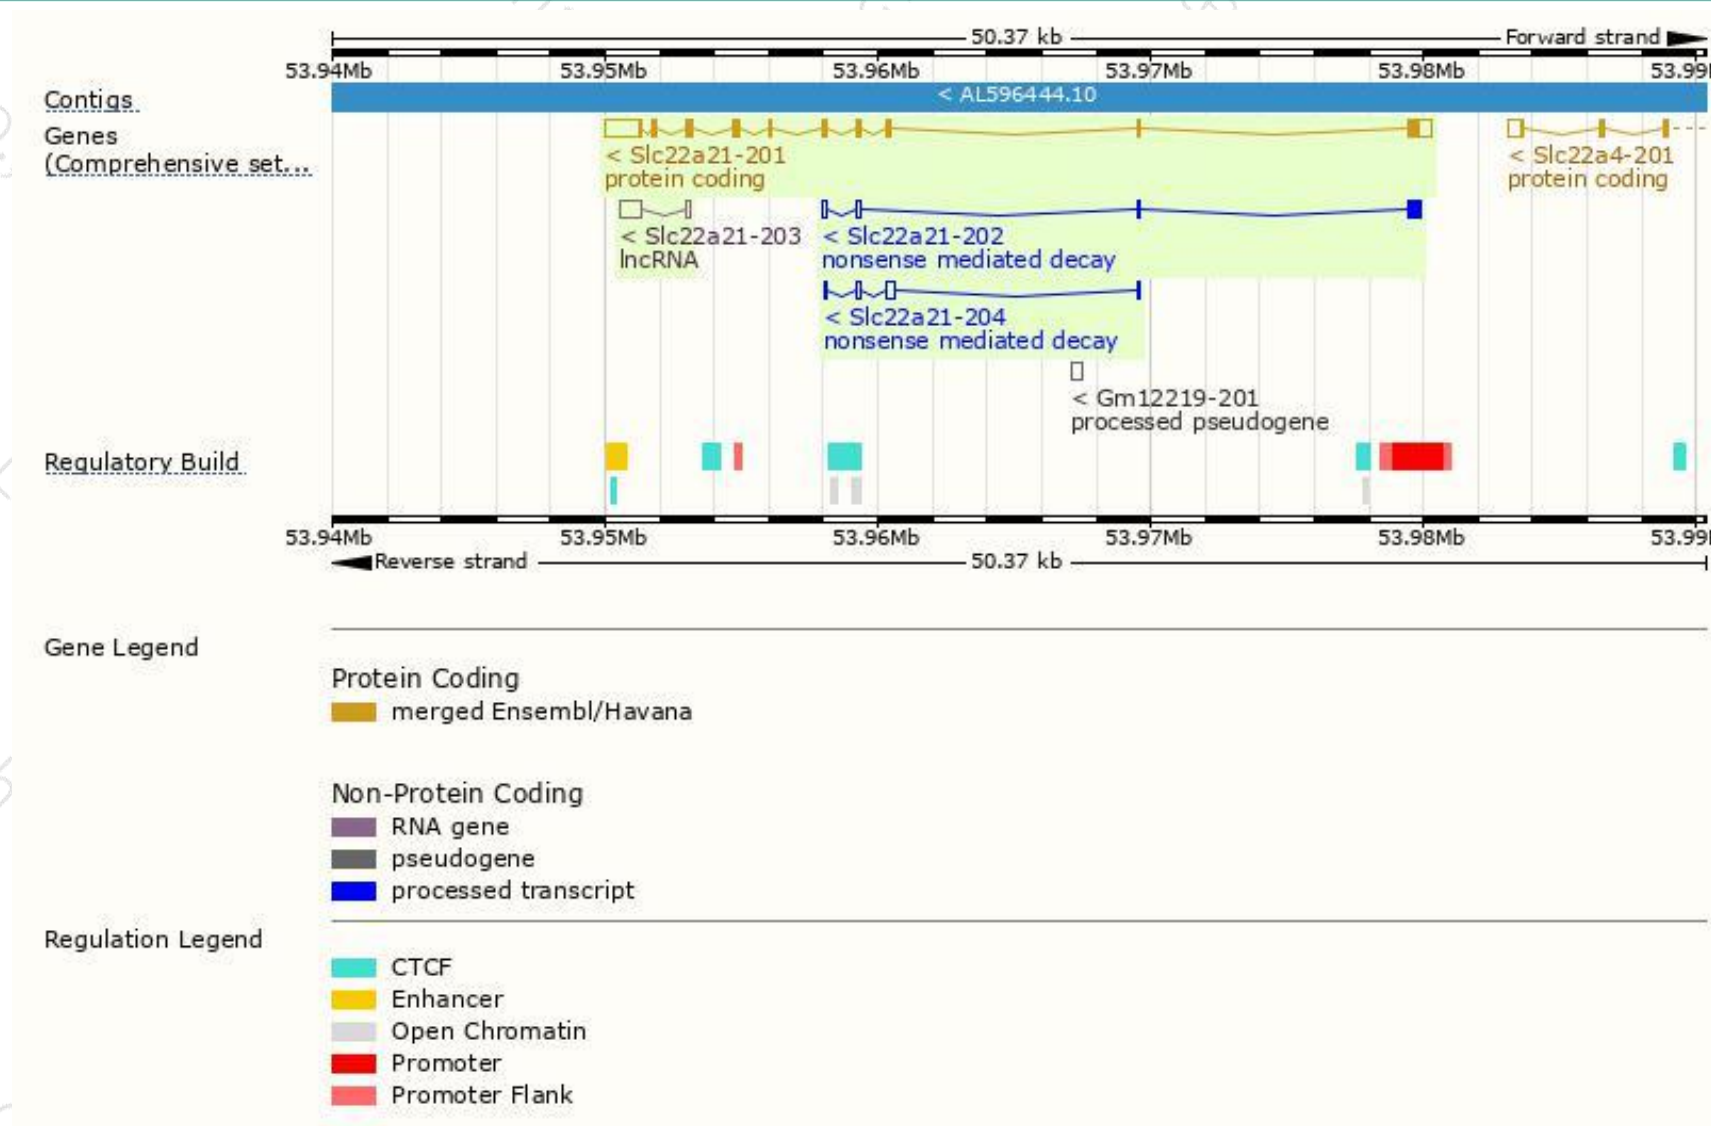 50.37 kb
Forward strand
53.94Mb 53.95Mb 53.96Mb 53.97Mb 53.98Mb 53.99
Contigs
< AL596444.10
Genes
(Comprehensive set...
< Slc22a21-201
protein coding
< Slc22a4-201
protein coding
< Slc22a21-203
lncRNA
< Slc22a21-202
nonsense mediated decay
< Slc22a21-204
nonsense mediated decay
< Gm12219-201
processed pseudogene
Regulatory Build
53.94Mb 53.95Mb 53.96Mb 53.97Mb 53.98Mb 53.99
Reverse strand
50.37 kb
Gene Legend
Protein Coding
merged Ensembl/Havana
Non-Protein Coding
RNA gene
pseudogene
processed transcript
Regulation Legend
CTCF
Enhancer
Open Chromatin
Promoter
Promoter Flank